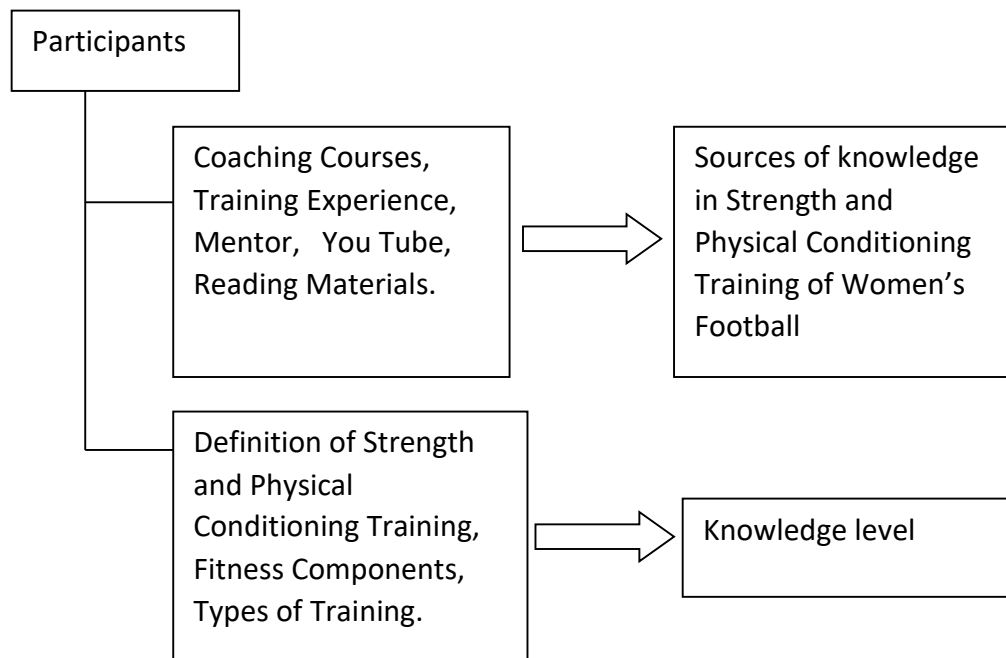 Participants
Coaching Courses,
Training Experience,
Mentor,   You Tube,
Reading Materials.
Sources of knowledge
in Strength and
Physical Conditioning
Training of Women’s
Football
Definition of Strength
and Physical
Conditioning Training,
Fitness Components,
Types of Training.
Knowledge level